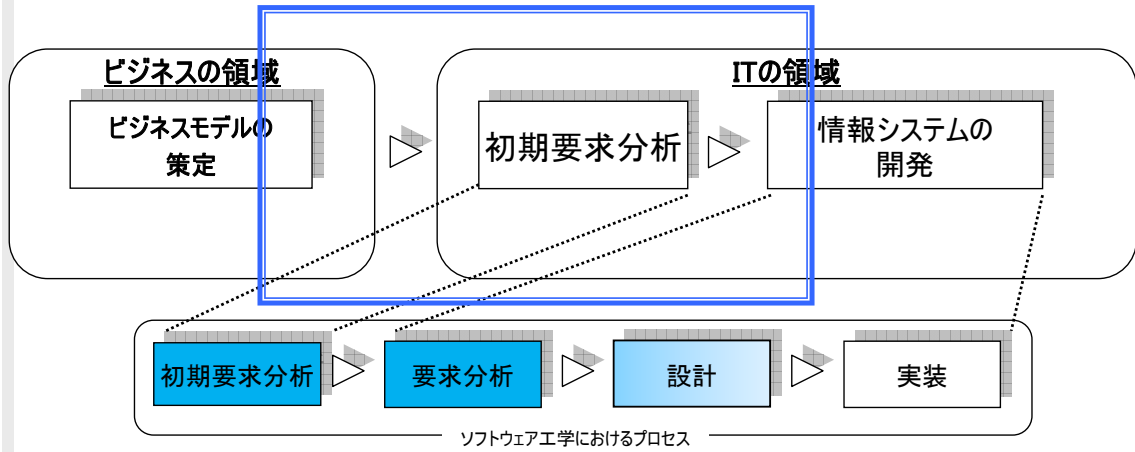 ビジネスの領域
ITの領域
ビジネスモデルの
策定
初期要求分析
情報システムの
開発
初期要求分析
要求分析
設計
実装
ソフトウェア工学におけるプロセス